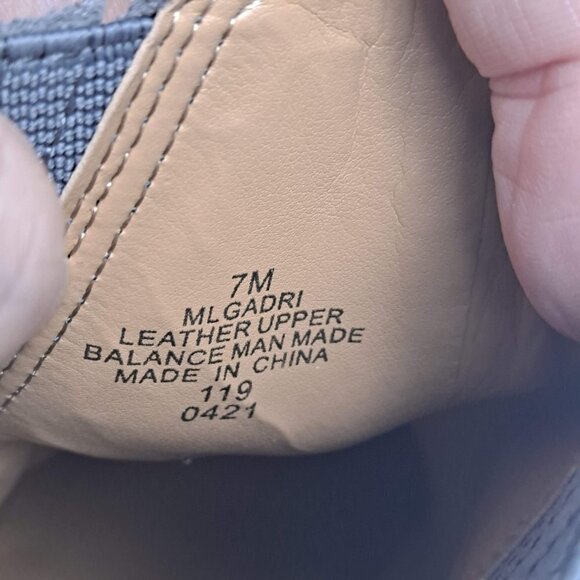 7M
MLGADRI
LEATHER UPPER
BALANCE MAN MADE
MADE IN CHINA
119
0421